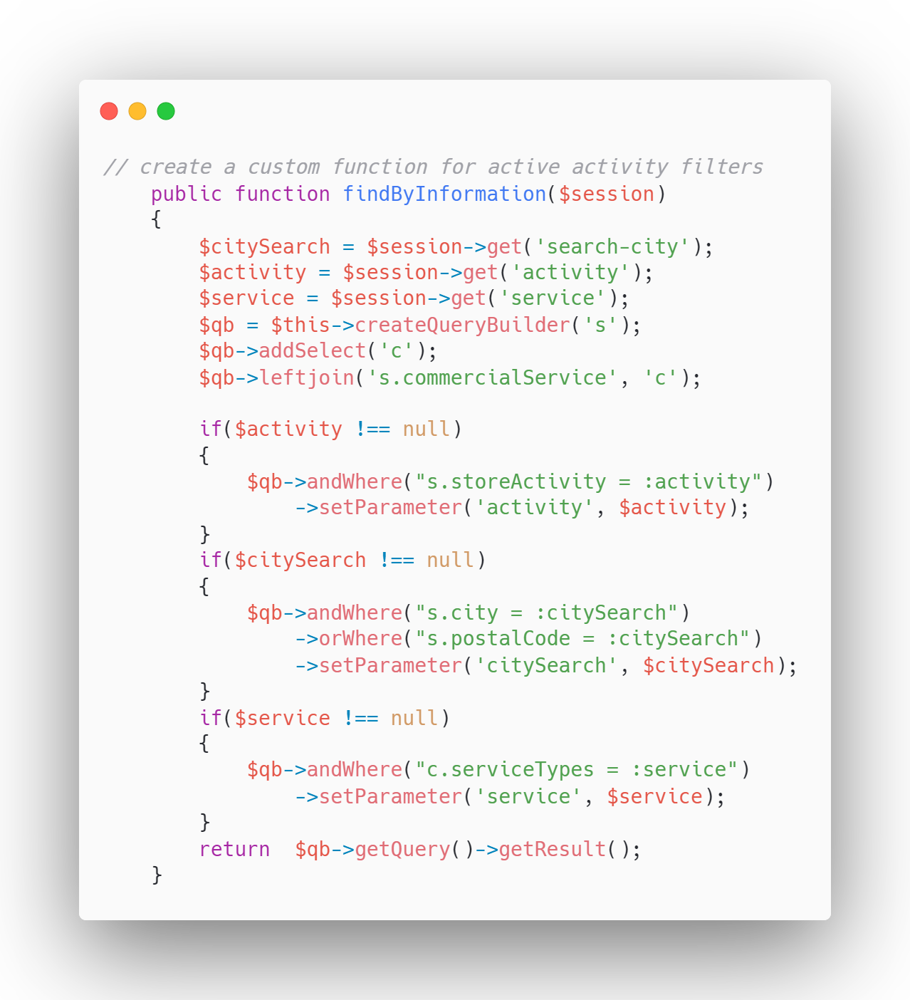 // create a custom function for active activity filters
    public function findByInformation($session)
    {
        $citySearch = $session->get('search-city');
        $activity = $session->get('activity');
        $service = $session->get('service');
        $qb = $this->createQueryBuilder('s');
        $qb->addSelect('c');
        $qb->leftjoin('s.commercialService', 'c');

        if($activity !== null)
        {
            $qb->andWhere("s.storeActivity = :activity")
                ->setParameter('activity', $activity);
        }
        if($citySearch !== null)
        {
            $qb->andWhere("s.city = :citySearch")
                ->orWhere("s.postalCode = :citySearch")
                ->setParameter('citySearch', $citySearch);
        }
        if($service !== null)
        {
            $qb->andWhere("c.serviceTypes = :service")
                ->setParameter('service', $service);
        }
        return  $qb->getQuery()->getResult();
    }